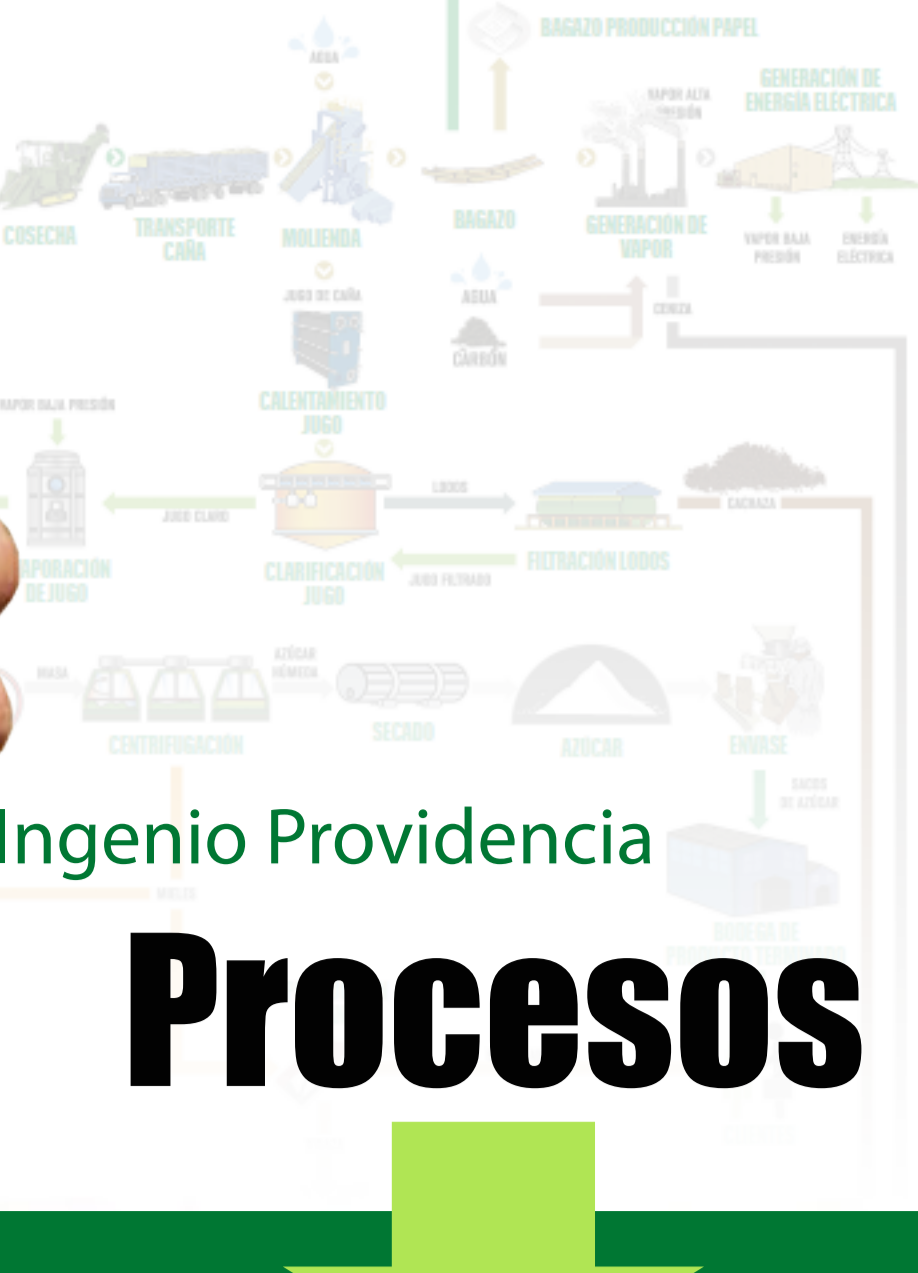 BAGAZO PRODUCCIÓN PAPEL
AGUA
VAPOR ALTA
PRESIÓN
GENERACIÓN DE
ENERGÍA ELÉCTRICA
COSECHA
TRANSPORTE
CAÑA
MOLIENDA
BAGAZO
GENERACIÓN DE
VAPOR
VAPOR BAJA
PRESIÓN
ENERGÍA
ELÉCTRICA
JUGO DE CAÑA
AGUA
CENIZA
CARBÓN
CALENTAMIENTO
JUGO
VAPOR BAJA PRESIÓN
LODOS
CACHAZA
JUGO CLARO
APORACIÓN
DE JUGO
CLARIFICACIÓN
JUGO
JUGO FILTRADO
FILTRACIÓN LODOS
MASA
AZÚCAR
HÚMEDA
CENTRIFUGACIÓN
SECADO
AZÚCAR
ENVASE
SACOS
DE AZÚCAR
Ingenio Providencia
MIELES
BODEGA DE
PRODUCTO TERMINADO
Procesos